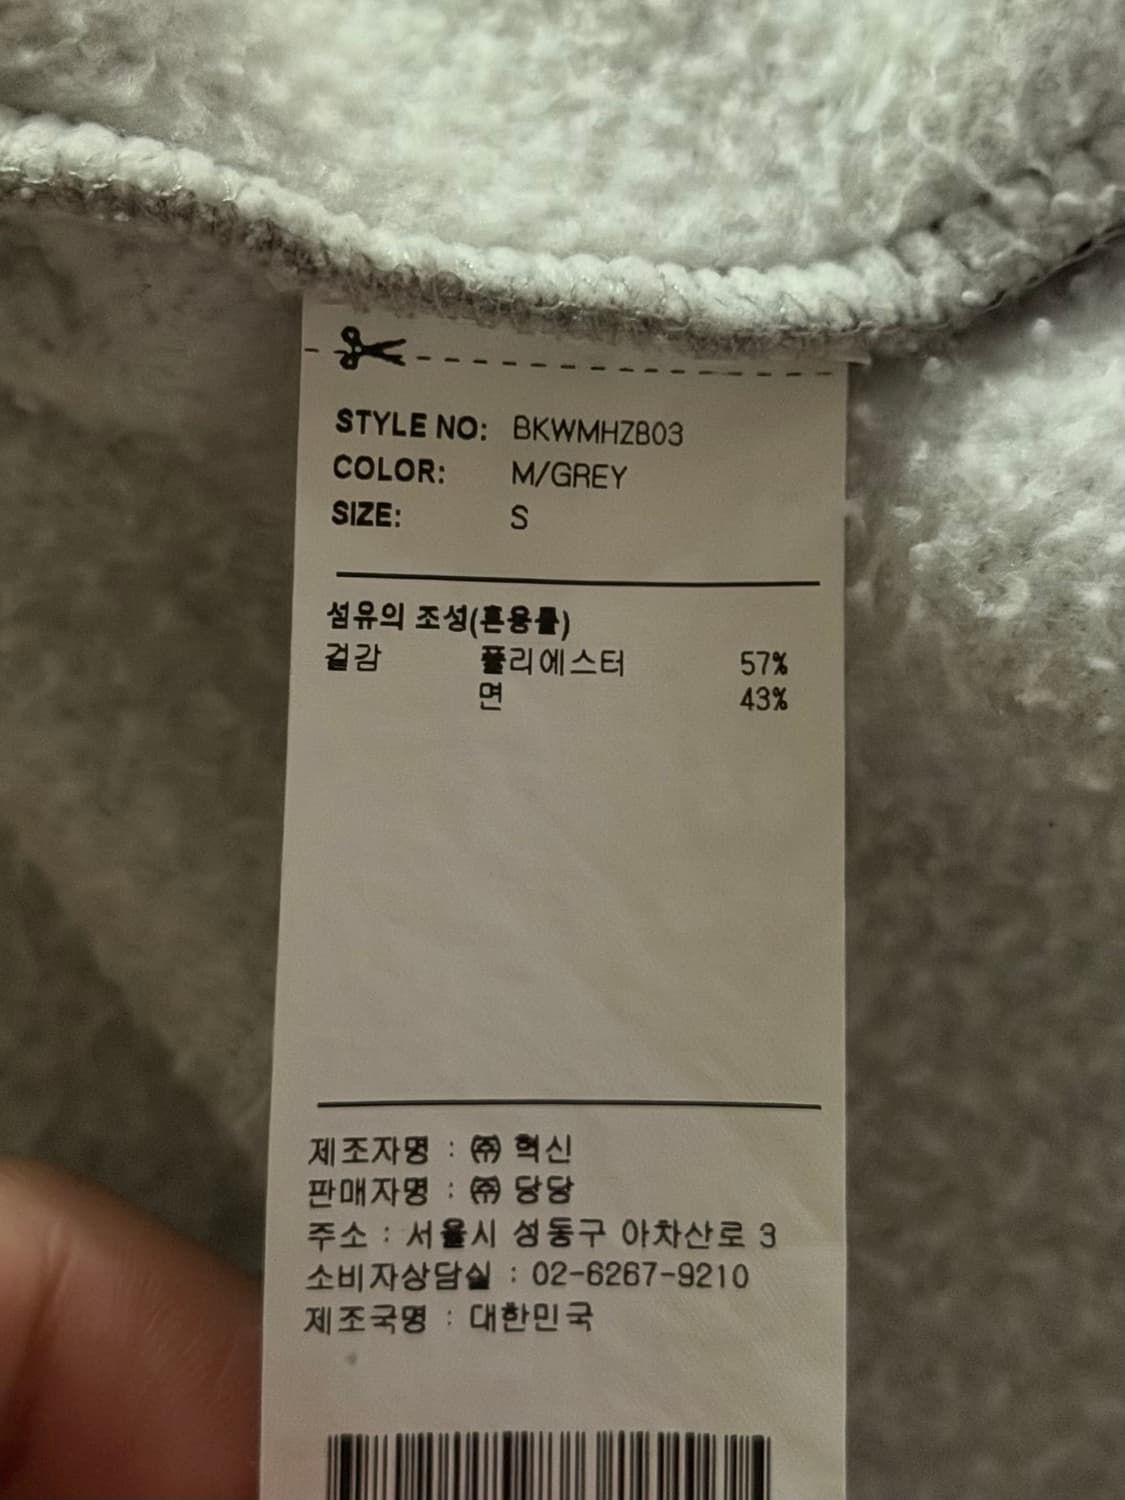 STYLE NO: BKWMHZB03
COLOR: M/GREY
SIZE: S
섬유의 조성(혼용률)
겉감 폴리에스터 57%
면 43%
제조자명 : ㈜ 혁신
판매자명 : ㈜ 당당
주소 : 서울시 성동구 아차산로 3
소비자상담실 : 02-6267-9210
제조국명 : 대한민국